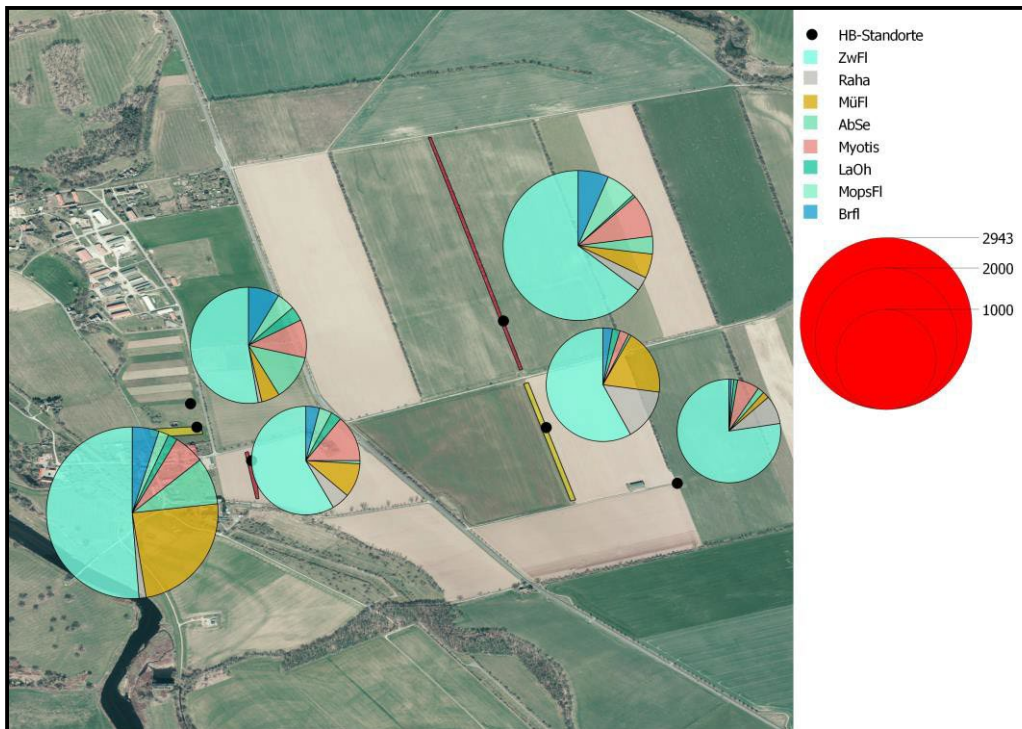 HB-Standorte
ZwFl
Raha
MüFl
AbSe
Myotis
LaOh
MopsFl
Brfl
2943
2000
1000